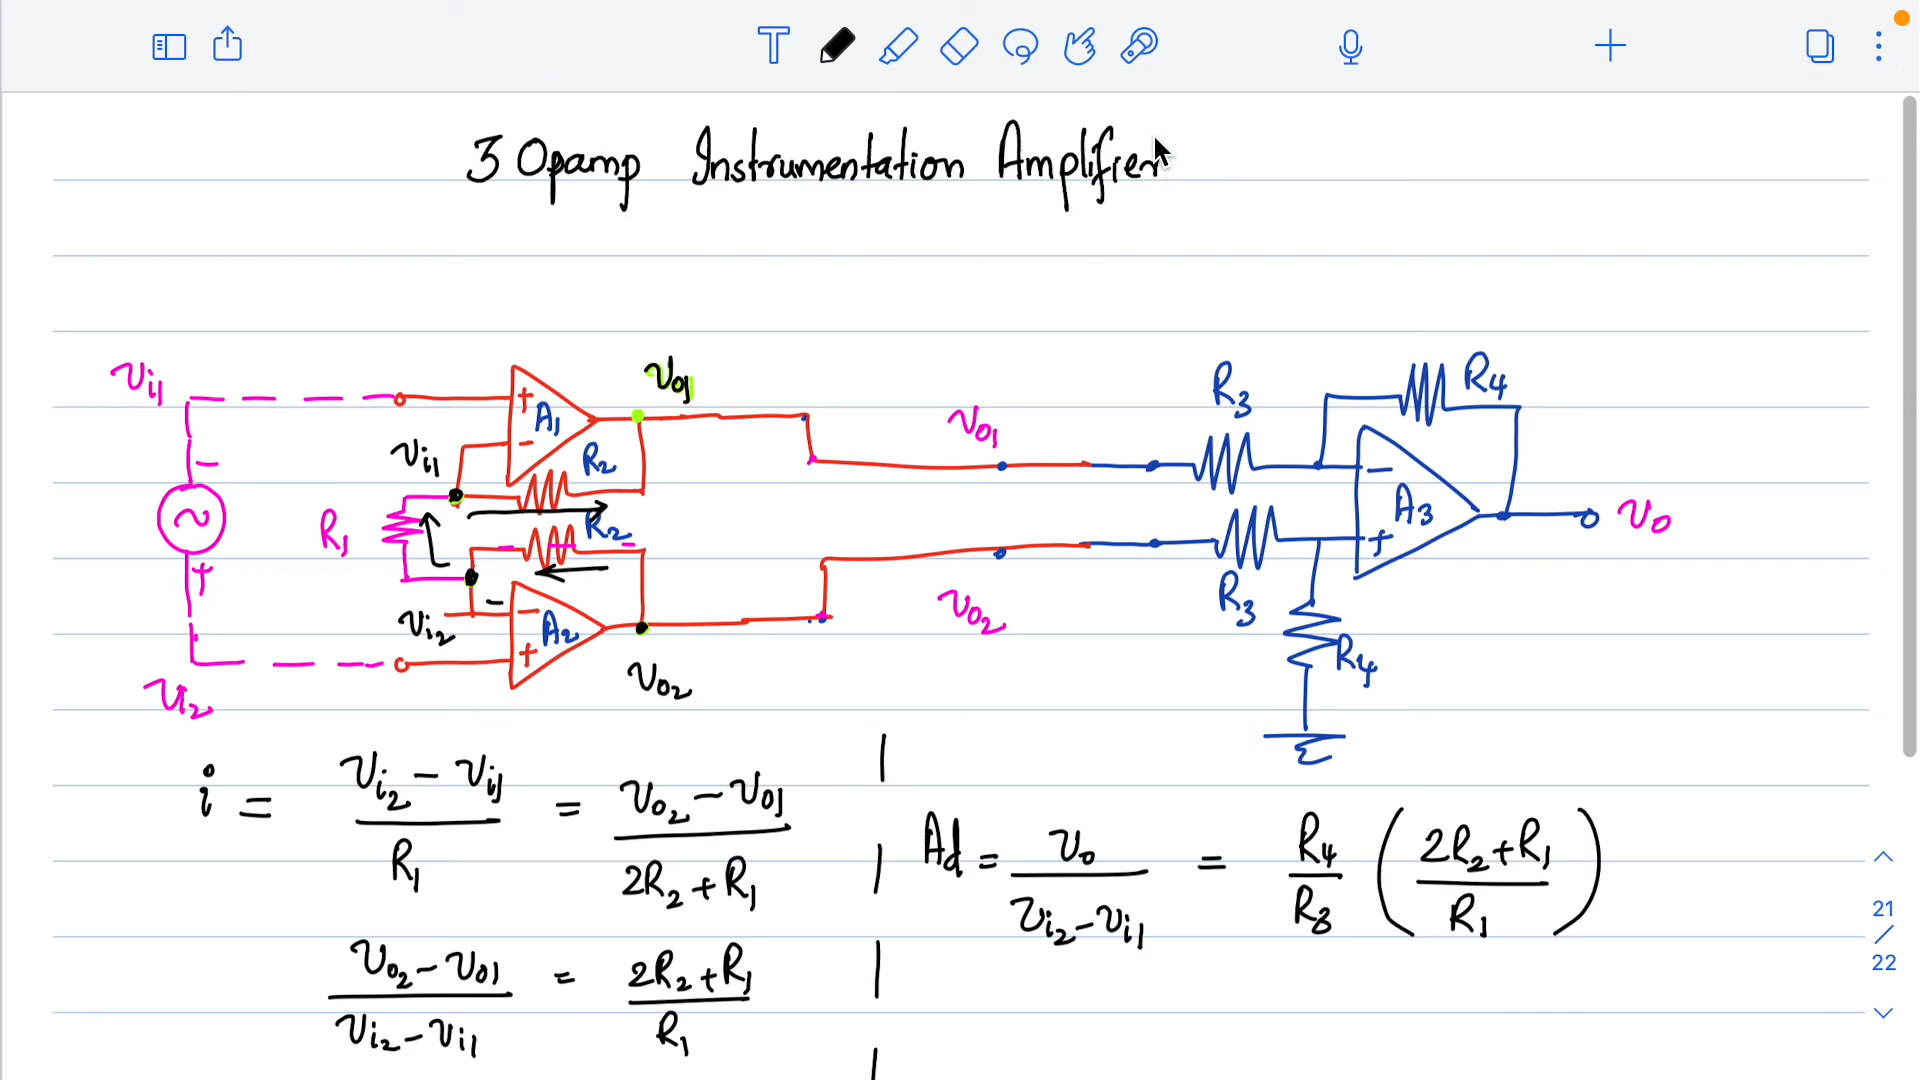 3 Opamp Instrumentation Amplifier
Vi1
+
A1
-
Vo1
R2
Vi1
-
R1
R2
+
Vi2
-
-
A2
+
Vi2
Vo2
Vo1
Vo2
R3
R4
-
A3
+
Vo
R3
R4
i = (Vi2 - Vi1)/R1 = (Vo2 - Vo1)/(2R2 + R1)
(Vo2 - Vo1)/(Vi2 - Vi1) = (2R2 + R1)/R1
Ad = Vo/(Vi2 - Vi1) = R4/R3 ((2R2 + R1)/R1)
21
/
22